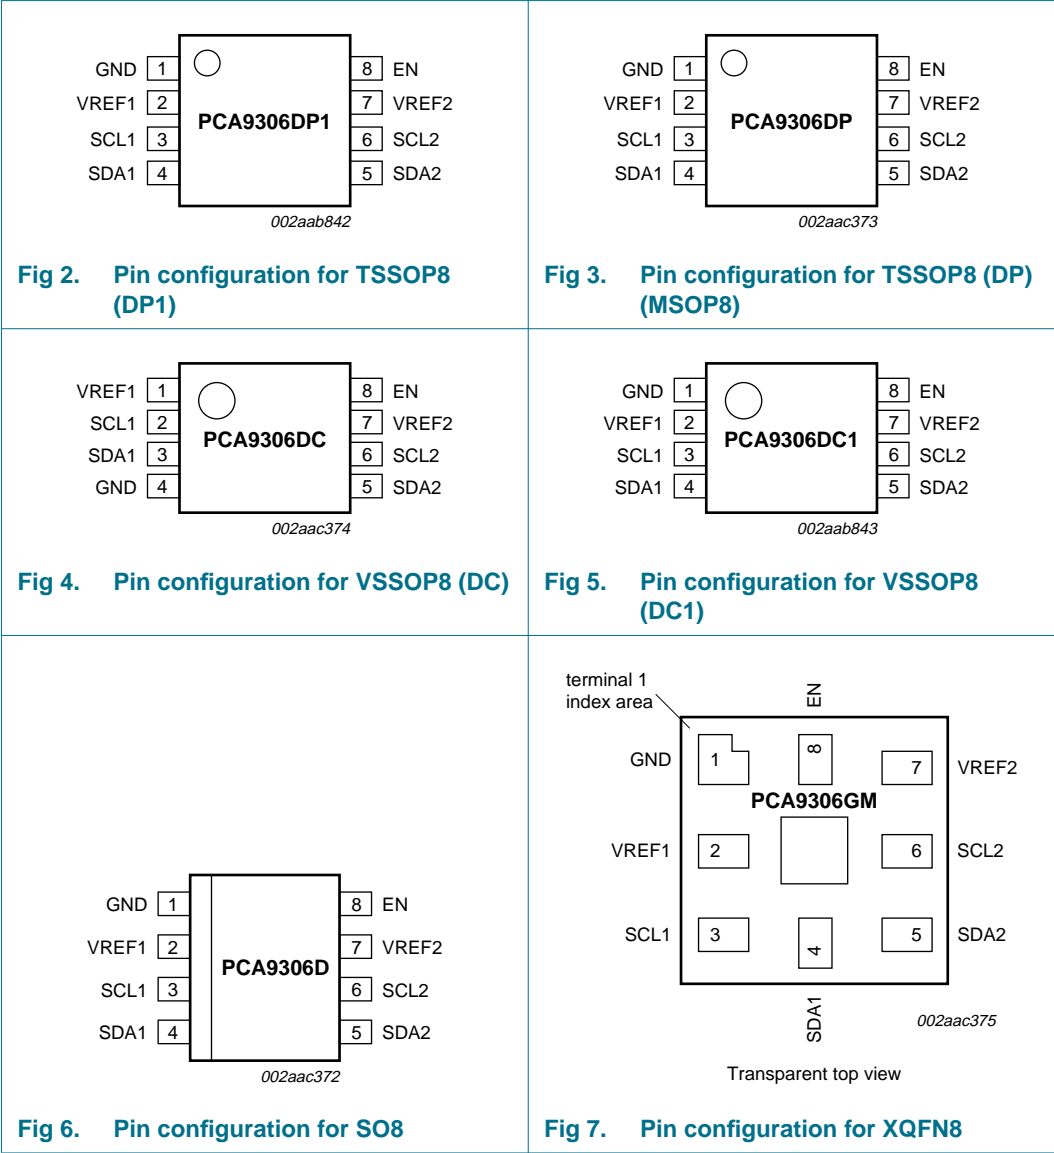 GND 1 8 EN
VREF1 2 7 VREF2
PCA9306DP1
SCL1 3 6 SCL2
SDA1 4 5 SDA2
002aab842
Fig 2. Pin configuration for TSSOP8
(DP1)
GND 1 8 EN
VREF1 2 7 VREF2
PCA9306DP
SCL1 3 6 SCL2
SDA1 4 5 SDA2
002aac373
Fig 3. Pin configuration for TSSOP8 (DP)
(MSOP8)
VREF1 1 8 EN
SCL1 2 7 VREF2
PCA9306DC
SDA1 3 6 SCL2
GND 4 5 SDA2
002aac374
Fig 4. Pin configuration for VSSOP8 (DC)
GND 1 8 EN
VREF1 2 7 VREF2
PCA9306DC1
SCL1 3 6 SCL2
SDA1 4 5 SDA2
002aab843
Fig 5. Pin configuration for VSSOP8
(DC1)
GND 1 8 EN
VREF1 2 7 VREF2
PCA9306D
SCL1 3 6 SCL2
SDA1 4 5 SDA2
002aac372
Fig 6. Pin configuration for SO8
terminal 1
index area
EN
GND 1 8 7 VREF2
PCA9306GM
VREF1 2 6 SCL2
SCL1 3 4 5 SDA2
SDA1
002aac375
Transparent top view
Fig 7. Pin configuration for XQFN8